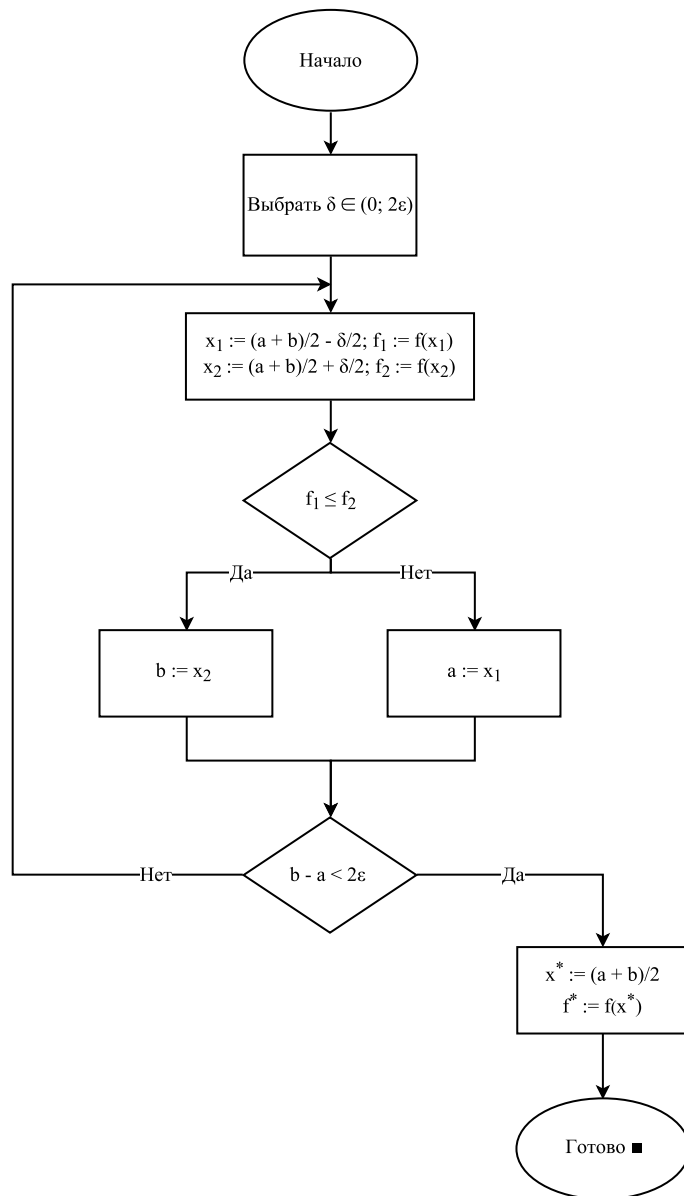 Начало
Выбрать δ ∈ (0; 2ε)
x₁ := (a + b)/2 - δ/2; f₁ := f(x₁)
x₂ := (a + b)/2 + δ/2; f₂ := f(x₂)
f₁ ≤ f₂
Да
Нет
b := x₂
a := x₁
Нет
b - a < 2ε
Да
x* := (a + b)/2
f* := f(x*)
Готово ■